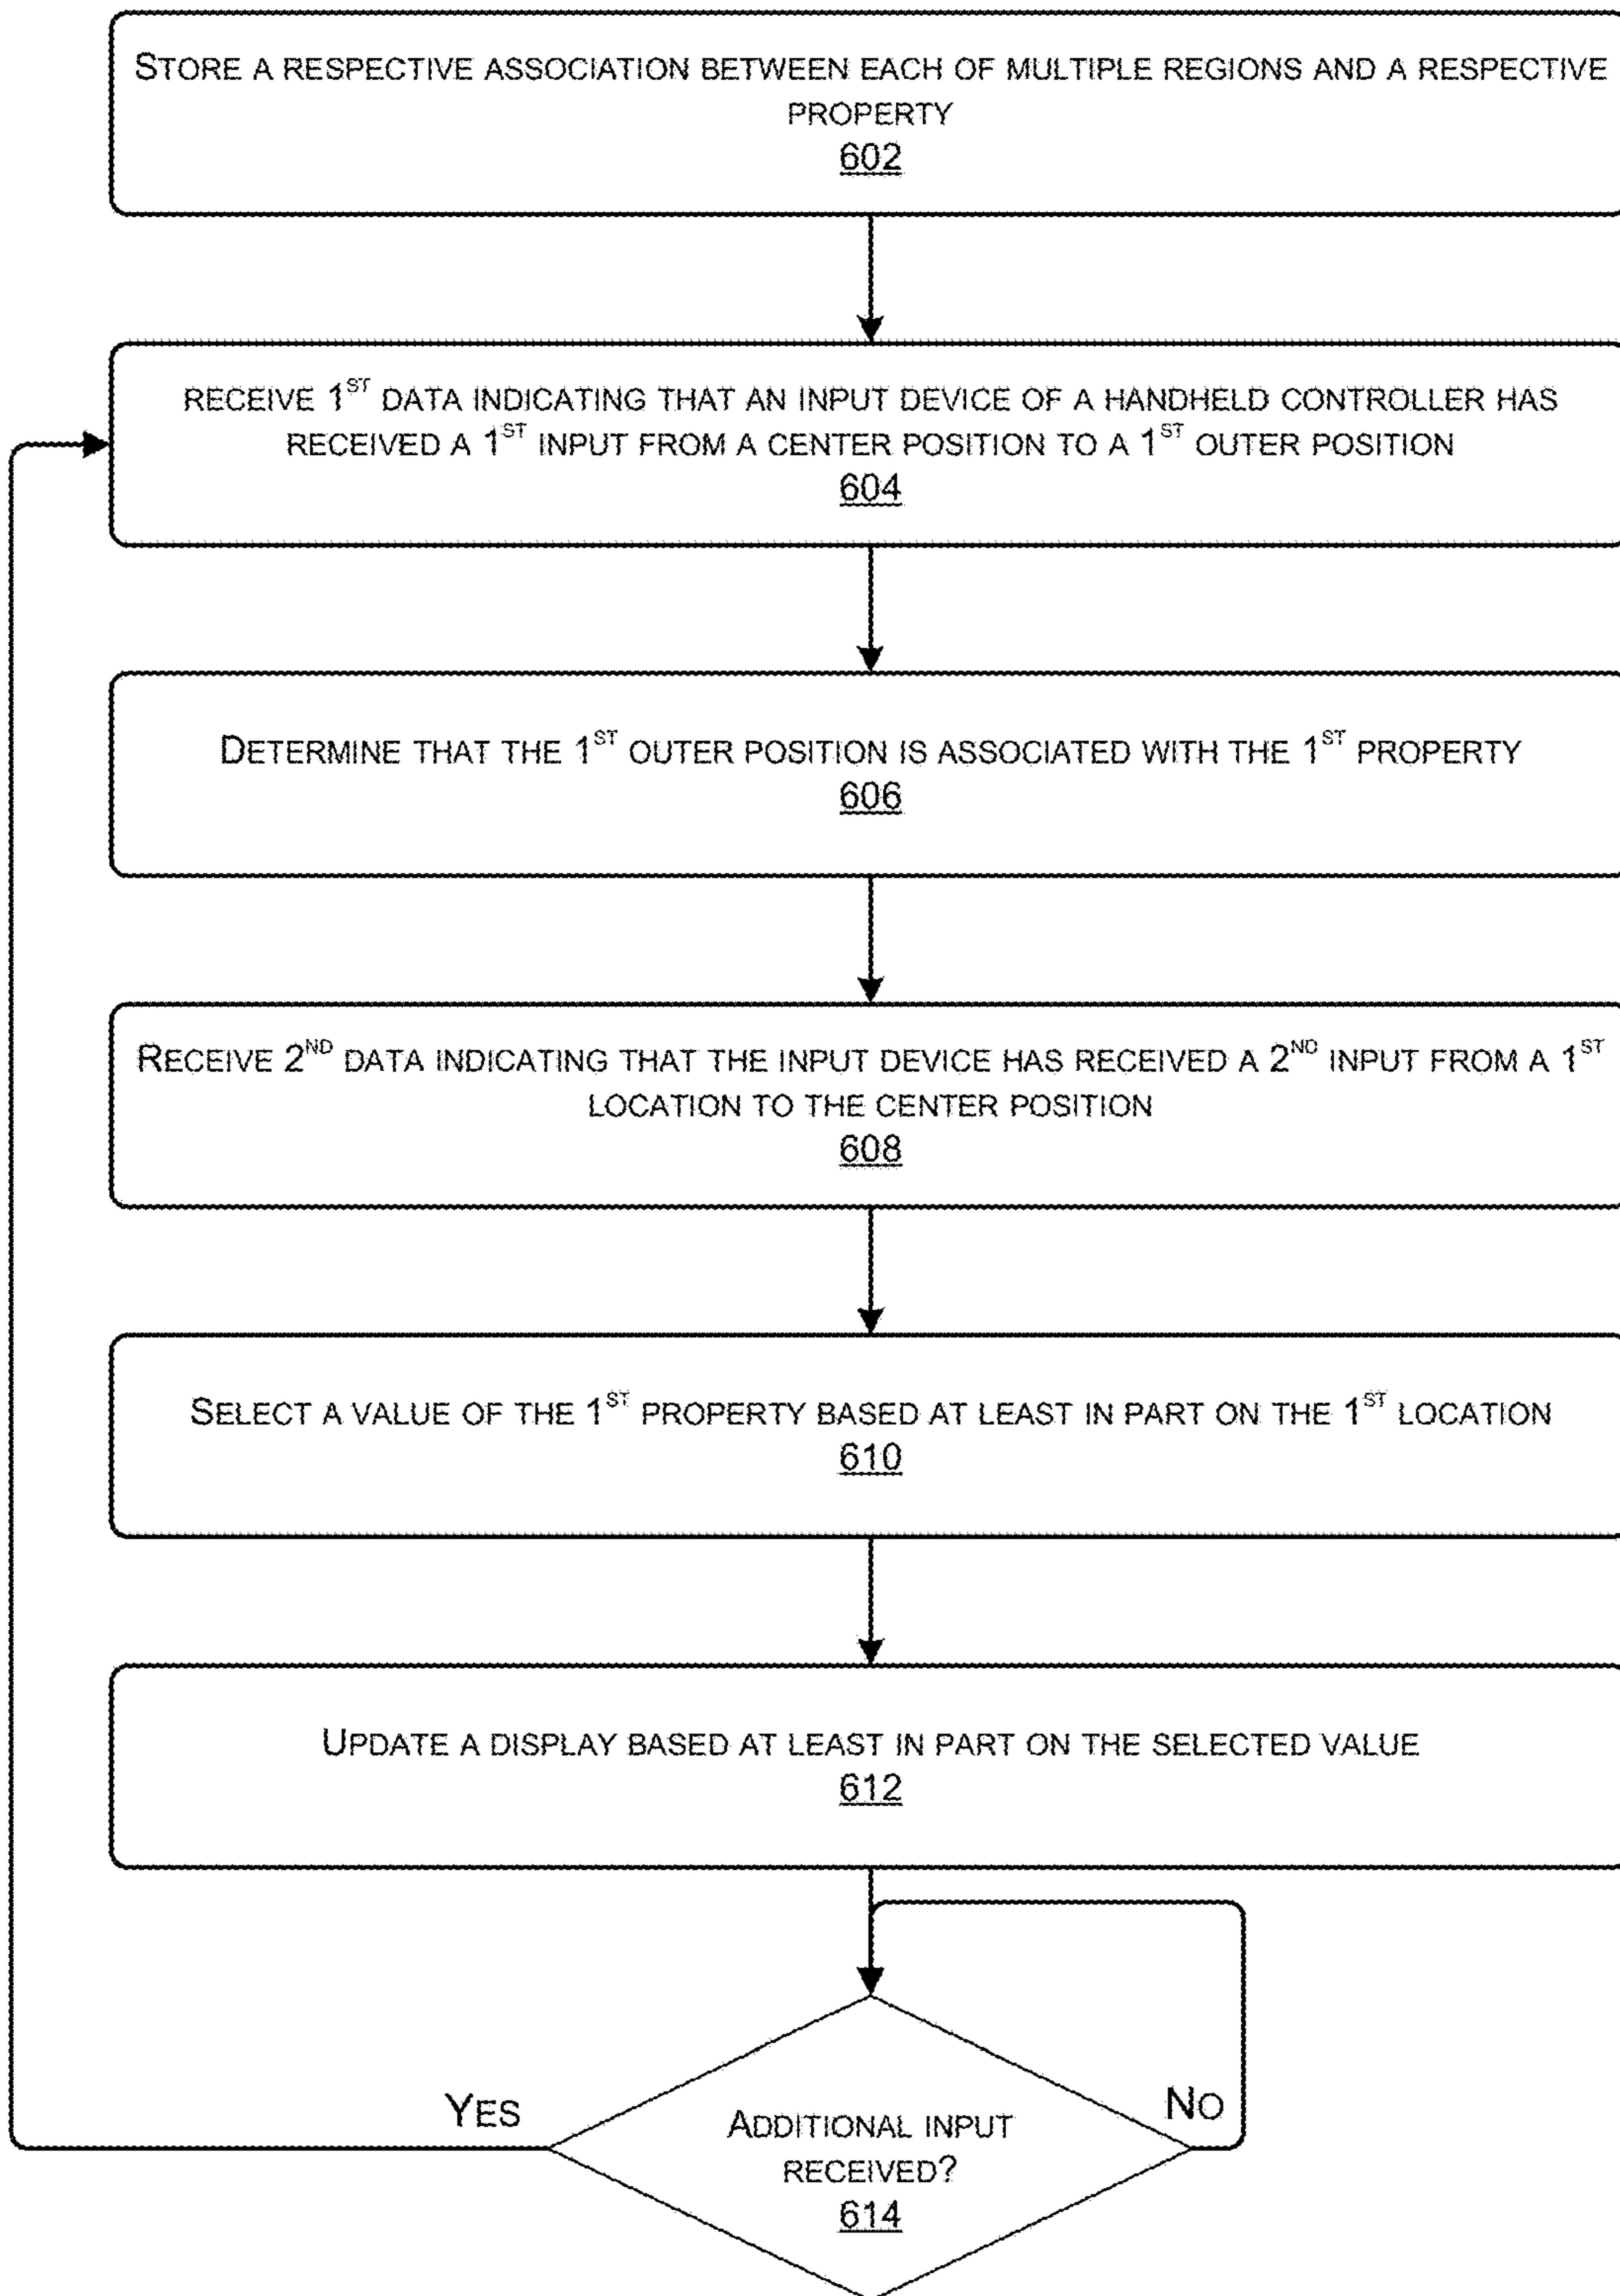 STORE A RESPECTIVE ASSOCIATION BETWEEN EACH OF MULTIPLE REGIONS AND A RESPECTIVE
PROPERTY
602
RECEIVE 1ST DATA INDICATING THAT AN INPUT DEVICE OF A HANDHELD CONTROLLER HAS
RECEIVED A 1ST INPUT FROM A CENTER POSITION TO A 1ST OUTER POSITION
604
DETERMINE THAT THE 1ST OUTER POSITION IS ASSOCIATED WITH THE 1ST PROPERTY
606
RECEIVE 2ND DATA INDICATING THAT THE INPUT DEVICE HAS RECEIVED A 2ND INPUT FROM A 1ST
LOCATION TO THE CENTER POSITION
608
SELECT A VALUE OF THE 1ST PROPERTY BASED AT LEAST IN PART ON THE 1ST LOCATION
610
UPDATE A DISPLAY BASED AT LEAST IN PART ON THE SELECTED VALUE
612
YES
NO
ADDITIONAL INPUT
RECEIVED?
614